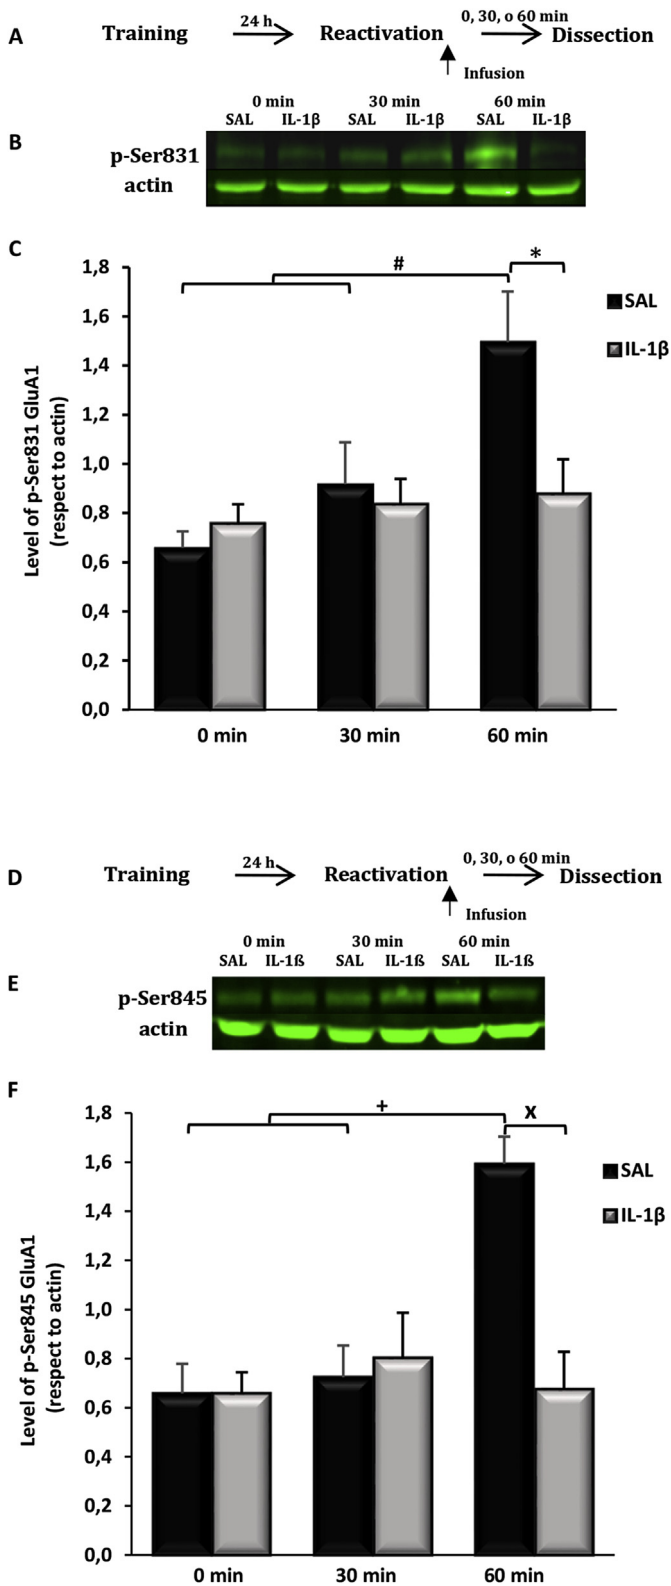 A
Training
24 h
Reactivation
0, 30, o 60 min
Dissection
Infusion
0 min
30 min
60 min
SAL
IL-1β
SAL
IL-1β
SAL
IL-1β
B
p-Ser831
actin
C
Level of p-Ser831 GluA1
(respect to actin)
1,8
1,6
1,4
1,2
1,0
0,8
0,6
0,4
0,2
0,0
#
*
SAL
IL-1β
0 min
30 min
60 min
D
Training
24 h
Reactivation
0, 30, o 60 min
Dissection
Infusion
0 min
30 min
60 min
SAL
IL-1ß
SAL
IL-1ß
SAL
IL-1ß
E
p-Ser845
actin
F
Level of p-Ser845 GluA1
(respect to actin)
1,8
1,6
1,4
1,2
1,0
0,8
0,6
0,4
0,2
0,0
+
X
SAL
IL-1β
0 min
30 min
60 min